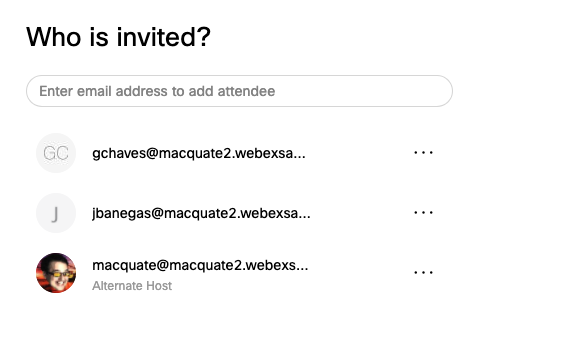 Who is invited?
Enter email address to add attendee
GC
gchaves@macquate2.webexsa...
J
jbanegas@macquate2.webexsa...
macquate@macquate2.webexs...
Alternate Host